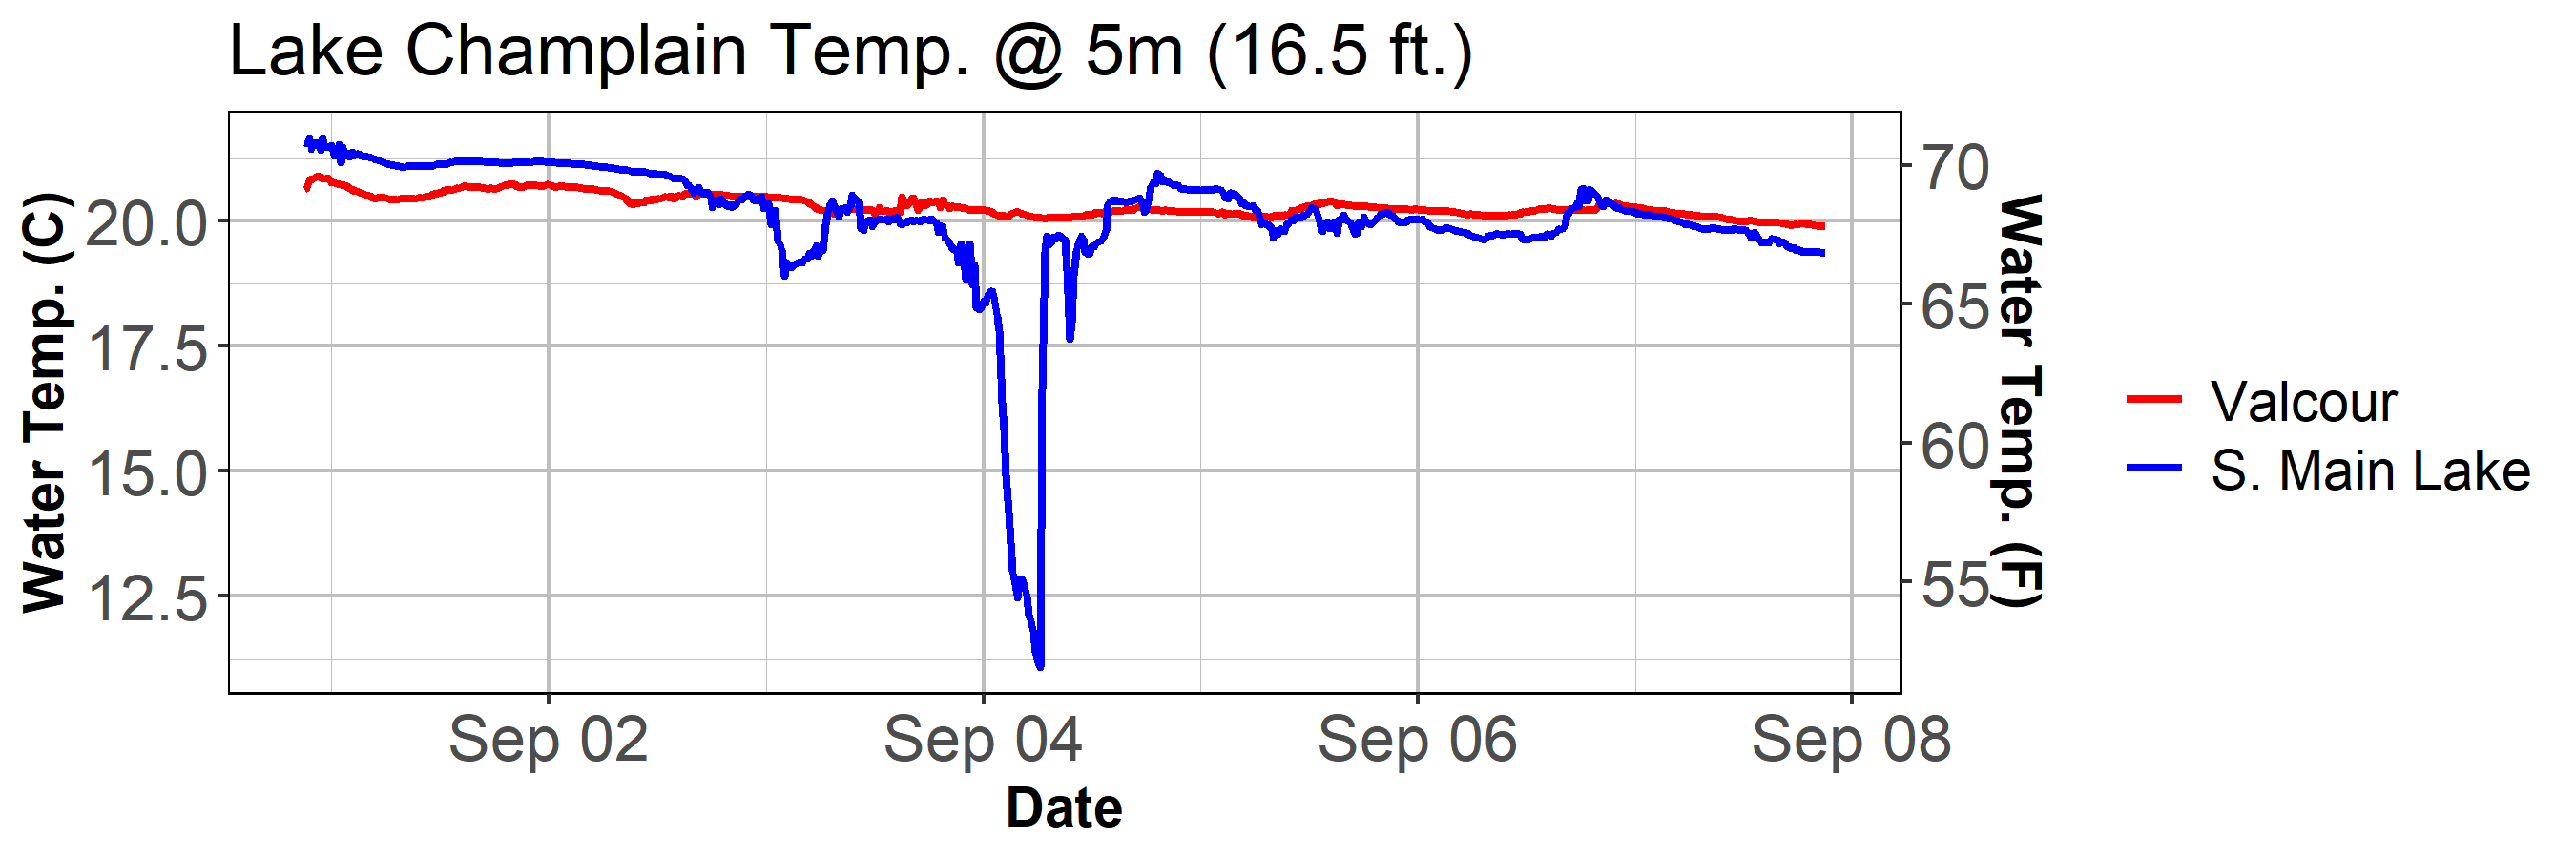 Lake Champlain Temp. @ 5m (16.5 ft.)
Water Temp. (C)
20.0
17.5
15.0
12.5
70
65
60
55
Water Temp. (F)
Sep 02
Sep 04
Sep 06
Sep 08
Date
Valcour
S. Main Lake